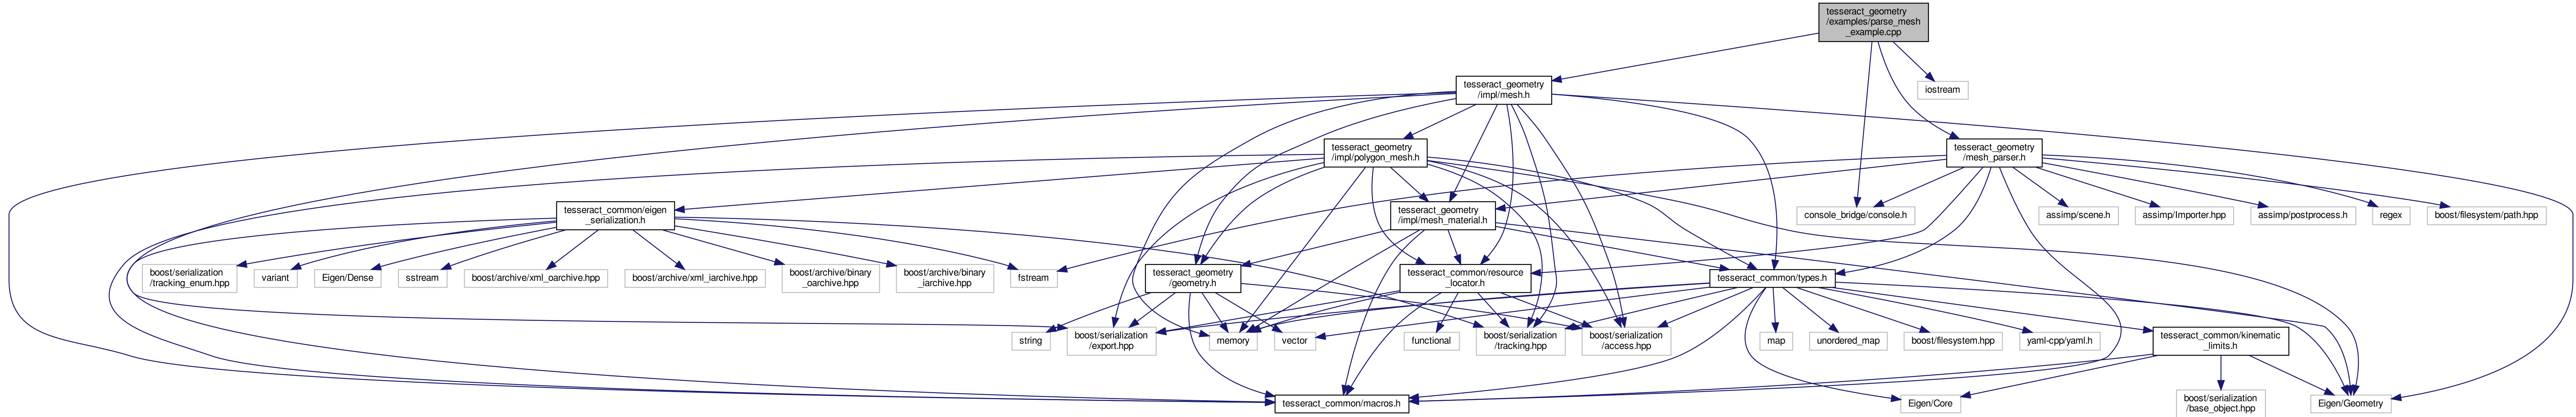 tesseract_geometry
/examples/parse_mesh
_example.cpp
tesseract_geometry
/impl/mesh.h
iostream
tesseract_geometry
/impl/polygon_mesh.h
tesseract_geometry
/mesh_parser.h
tesseract_common/eigen
_serialization.h
tesseract_geometry
/impl/mesh_material.h
console_bridge/console.h
assimp/scene.h
assimp/Importer.hpp
assimp/postprocess.h
regex
boost/filesystem/path.hpp
boost/serialization
/tracking_enum.hpp
variant
Eigen/Dense
sstream
boost/archive/xml_oarchive.hpp
boost/archive/xml_iarchive.hpp
boost/archive/binary
_oarchive.hpp
boost/archive/binary
_iarchive.hpp
fstream
tesseract_geometry
/geometry.h
tesseract_common/resource
_locator.h
tesseract_common/types.h
string
boost/serialization
/export.hpp
memory
vector
functional
boost/serialization
/tracking.hpp
boost/serialization
/access.hpp
map
unordered_map
boost/filesystem.hpp
yaml-cpp/yaml.h
tesseract_common/kinematic
_limits.h
tesseract_common/macros.h
Eigen/Core
boost/serialization
/base_object.hpp
Eigen/Geometry